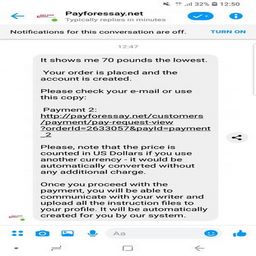 32% 12:50
Payforessay.net
Typically replies in minutes
Notifications for this conversation are off.
TURN ON
12:47
It shows me 70 pounds the lowest.
Your order is placed and the
account is created.
Please check your e-mail or use
this copy:
Payment 2:
http://payforessay.net/customers
/payment/pay-request-view
?orderId=2633057&payId=payment
_2
Please, note that the price is
counted in US Dollars if you use
another currency - it would be
automatically converted without
any additional charge.
Once you proceed with the
payment, you will be able to
communicate with your writer and
upload all the instruction files to
your profile. It will be automatically
created for you by our system.
Aa